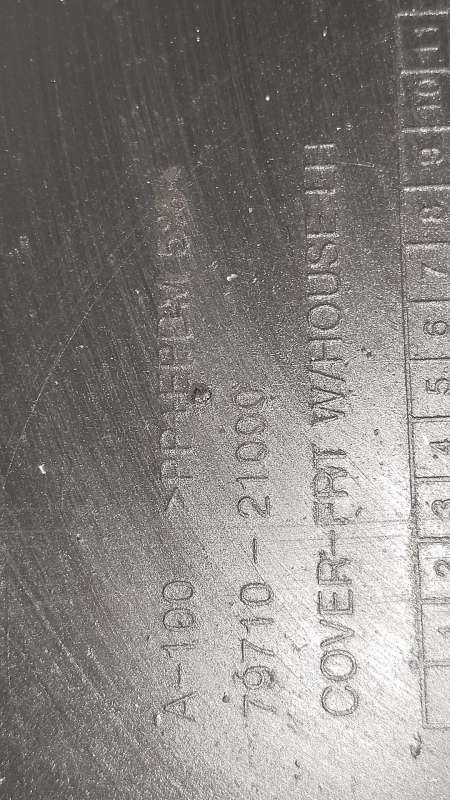 A-100 >PP+EPDM
79710-21000
COVER-FRT W/HOUSE LH
1 2 3 4 5 6 7 8 9 10 11